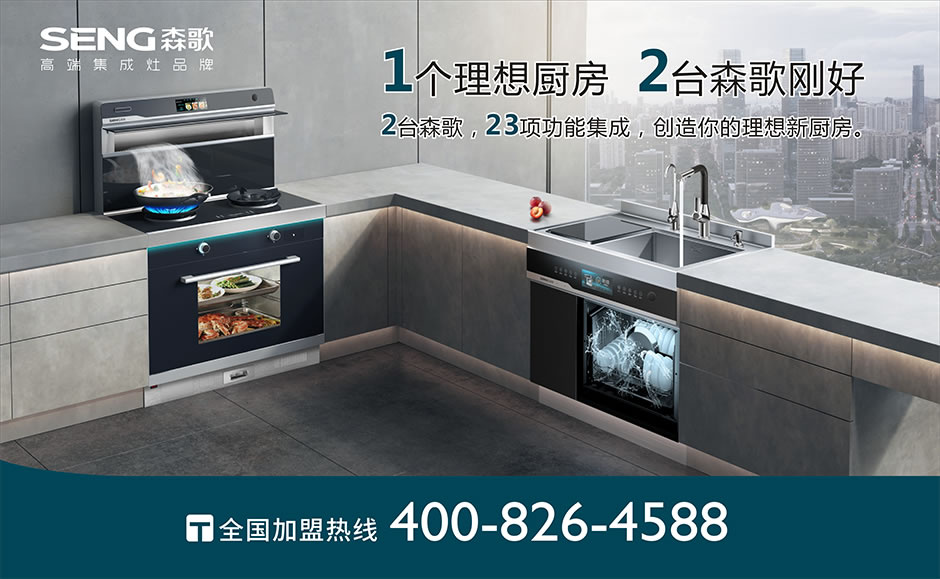 SENG森歌
高端集成灶品牌
1个理想厨房 2台森歌刚好
2台森歌，23项功能集成，创造你的理想新厨房。
全国加盟热线 400-826-4588